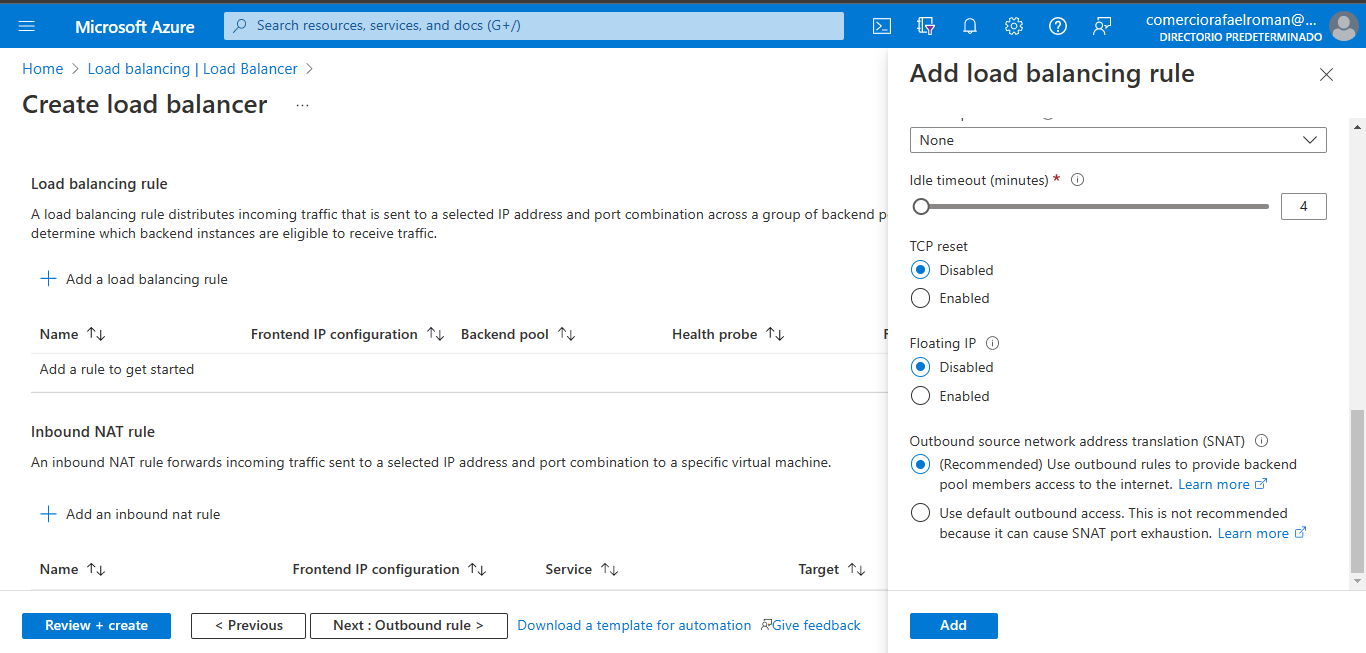 Microsoft Azure
Search resources, services, and docs (G+/)
comerciorafaelroman@...
DIRECTORIO PREDETERMINADO
Home > Load balancing | Load Balancer >
Create load balancer ...
Load balancing rule
A load balancing rule distributes incoming traffic that is sent to a selected IP address and port combination across a group of backend p
determine which backend instances are eligible to receive traffic.
+ Add a load balancing rule
Name ↑↓ Frontend IP configuration ↑↓ Backend pool ↑↓ Health probe ↑↓
Add a rule to get started
Inbound NAT rule
An inbound NAT rule forwards incoming traffic sent to a selected IP address and port combination to a specific virtual machine.
+ Add an inbound nat rule
Name ↑↓ Frontend IP configuration ↑↓ Service ↑↓ Target ↑↓
Review + create
< Previous
Next : Outbound rule >
Download a template for automation
Give feedback
Add load balancing rule
None
Idle timeout (minutes) *
4
TCP reset
Disabled
Enabled
Floating IP
Disabled
Enabled
Outbound source network address translation (SNAT)
(Recommended) Use outbound rules to provide backend
pool members access to the internet. Learn more
Use default outbound access. This is not recommended
because it can cause SNAT port exhaustion. Learn more
Add